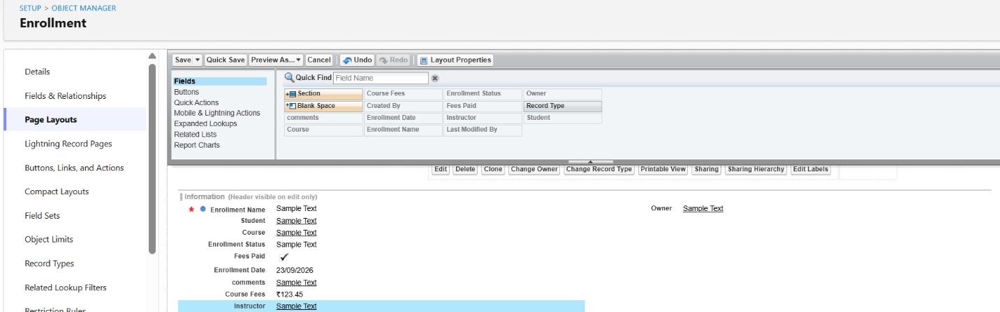 SETUP > OBJECT MANAGER
Enrollment
Details
Fields & Relationships
Page Layouts
Lightning Record Pages
Buttons, Links, and Actions
Compact Layouts
Field Sets
Object Limits
Record Types
Related Lookup Filters
Restriction Rules
Save Quick Save Preview As... Cancel Undo Redo Layout Properties
Fields
Buttons
Quick Actions
Mobile & Lightning Actions
Expanded Lookups
Related Lists
Report Charts
Quick Find Field Name
Section Course Fees Enrollment Status Owner
Blank Space Created By Fees Paid Record Type
comments Enrollment Date Instructor Student
Course Enrollment Name Last Modified By
Edit Delete Clone Change Owner Change Record Type Printable View Sharing Sharing Hierarchy Edit Labels
Information (Header visible on edit only)
* Enrollment Name Sample Text Owner Sample Text
Student Sample Text
Course Sample Text
Enrollment Status Sample Text
Fees Paid ✓
Enrollment Date 23/09/2026
comments Sample Text
Course Fees ₹123.45
Instructor Sample Text